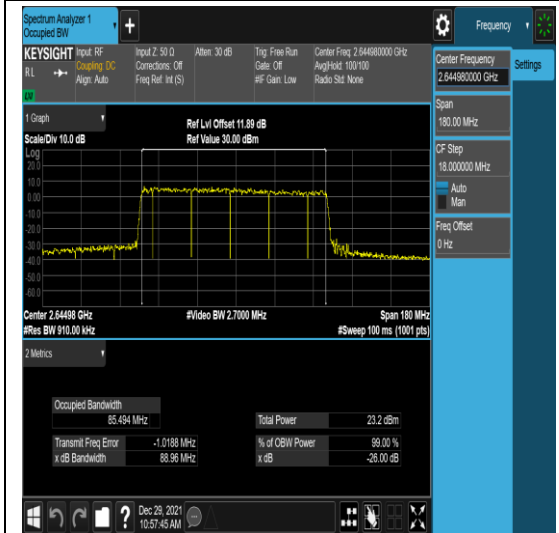 Spectrum Analyzer 1
Occupied BW
+
Frequency
KEYSIGHT
RL
Input: RF
Coupling: DC
Align: Auto
Input Z: 50 Ω
Corrections: Off
Freq Ref: Int (S)
Atten: 30 dB
Trig: Free Run
Gate: Off
#IF Gain: Low
Center Freq: 2.644980000 GHz
Avg|Hold: 100/100
Radio Std: None
Center Frequency
2.644980000 GHz
Settings
Span
180.00 MHz
CF Step
18.000000 MHz
Auto
Man
Freq Offset
0 Hz
1 Graph
Scale/Div 10.0 dB
Ref Lvl Offset 11.89 dB
Ref Value 30.00 dBm
Log
20.0
10.0
0.00
-10.0
-20.0
-30.0
-40.0
-50.0
-60.0
Center 2.64498 GHz
#Res BW 910.00 kHz
#Video BW 2.7000 MHz
Span 180 MHz
#Sweep 100 ms (1001 pts)
2 Metrics
Occupied Bandwidth
85.494 MHz
Total Power 23.2 dBm
Transmit Freq Error -1.0188 MHz
% of OBW Power 99.00 %
x dB Bandwidth 88.96 MHz
x dB -26.00 dB
?
Dec 29, 2021
10:57:45 AM